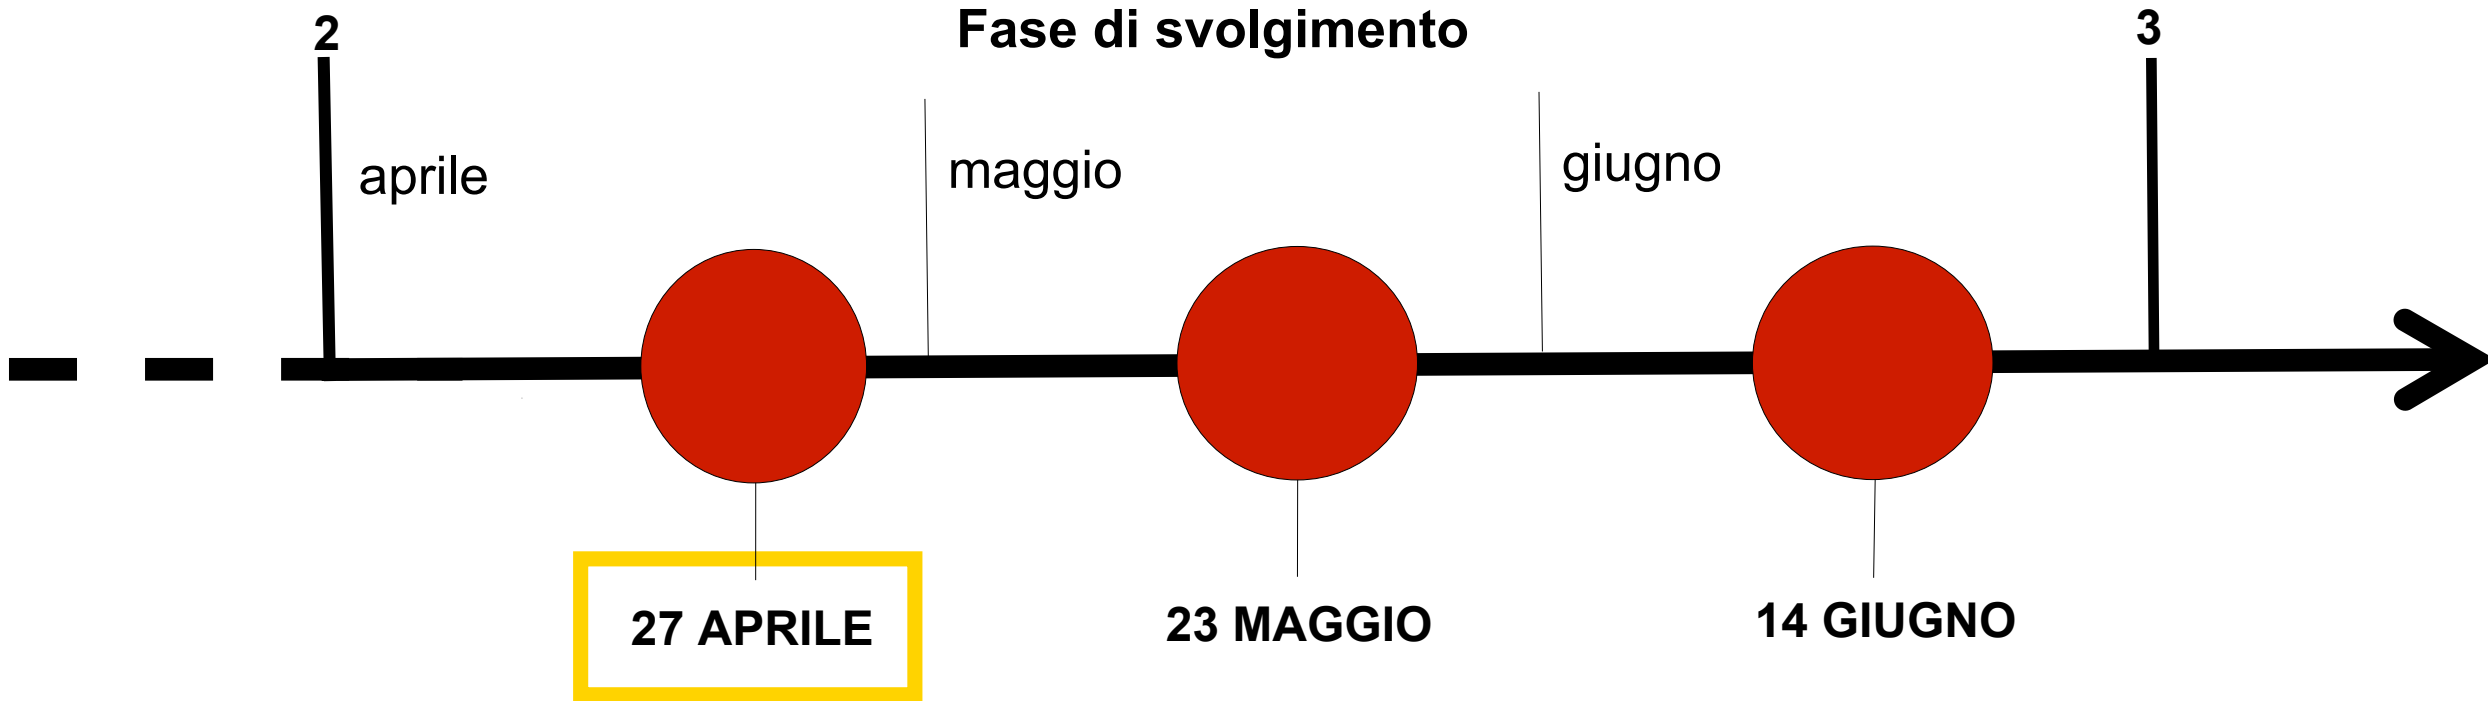 2
Fase di svolgimento
3
aprile
maggio
giugno
27 APRILE
23 MAGGIO
14 GIUGNO